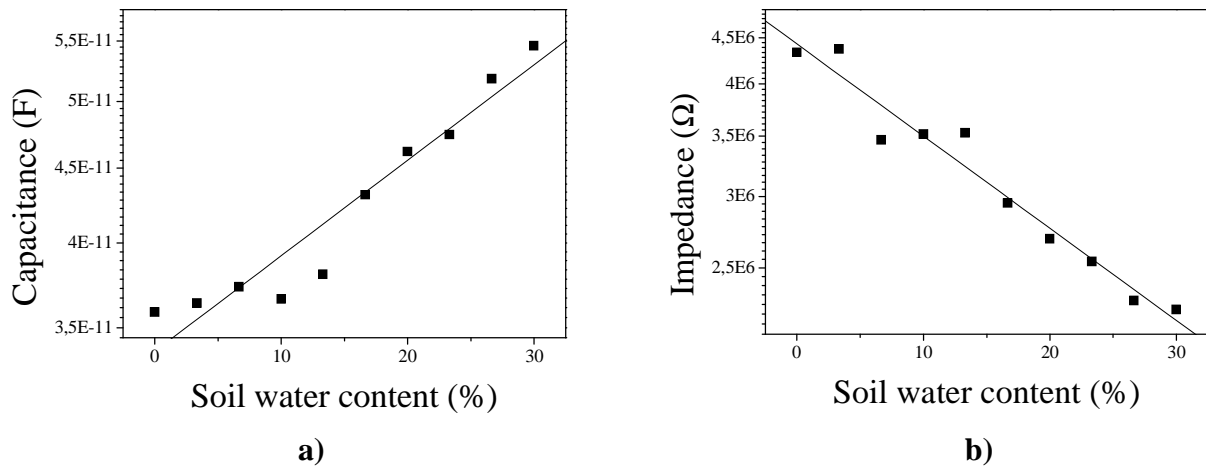 Capacitance (F)
5,5E-11
5E-11
4,5E-11
4E-11
3,5E-11
0
10
20
30
Soil water content (%)
a)
Impedance (Ω)
4,5E6
4E6
3,5E6
3E6
2,5E6
0
10
20
30
Soil water content (%)
b)